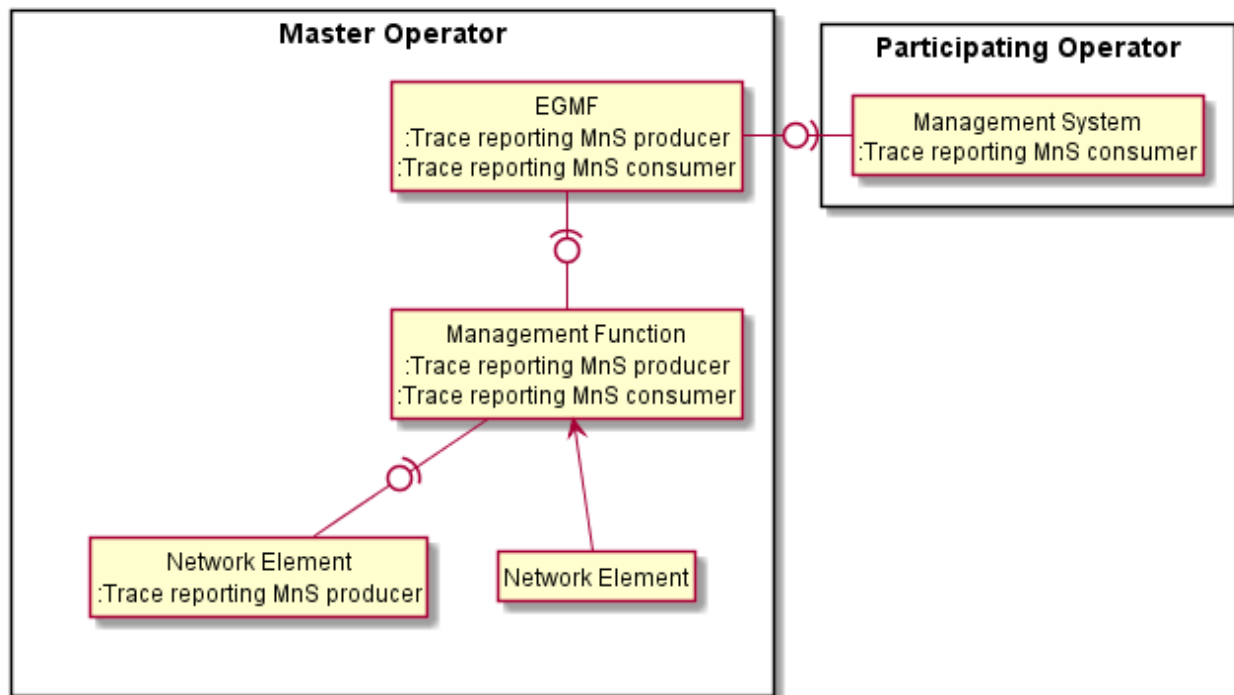 Master Operator
EGMF
:Trace reporting MnS producer
:Trace reporting MnS consumer
Participating Operator
Management System
:Trace reporting MnS consumer
Management Function
:Trace reporting MnS producer
:Trace reporting MnS consumer
Network Element
:Trace reporting MnS producer
Network Element